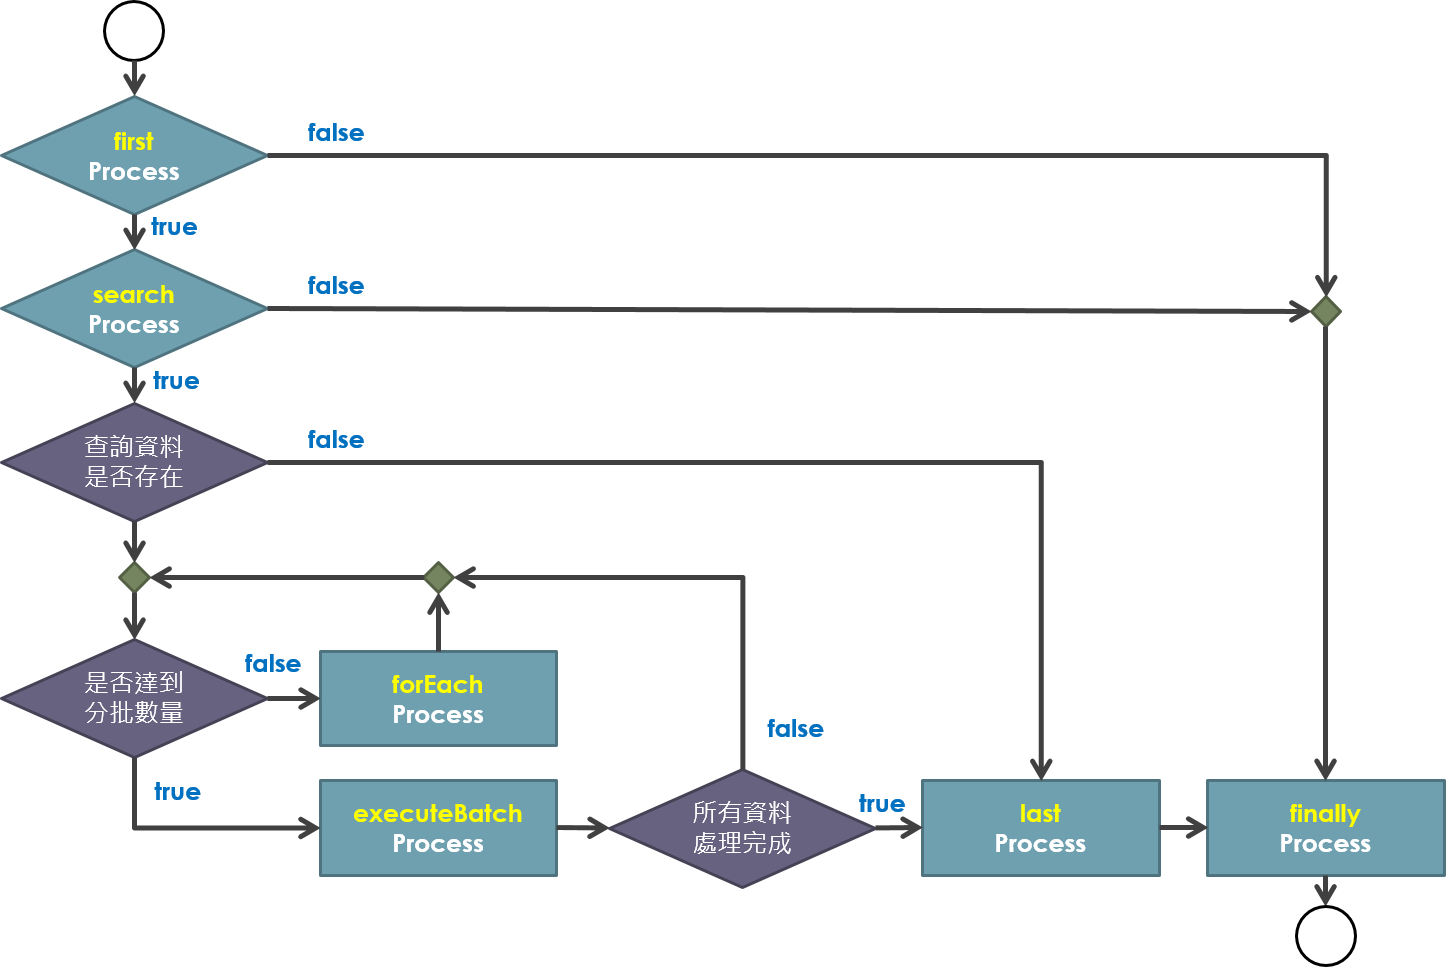 first
Process
false
true
search
Process
false
true
查詢資料
是否存在
false
是否達到
分批數量
false
forEach
Process
true
executeBatch
Process
所有資料
處理完成
false
true
last
Process
finally
Process